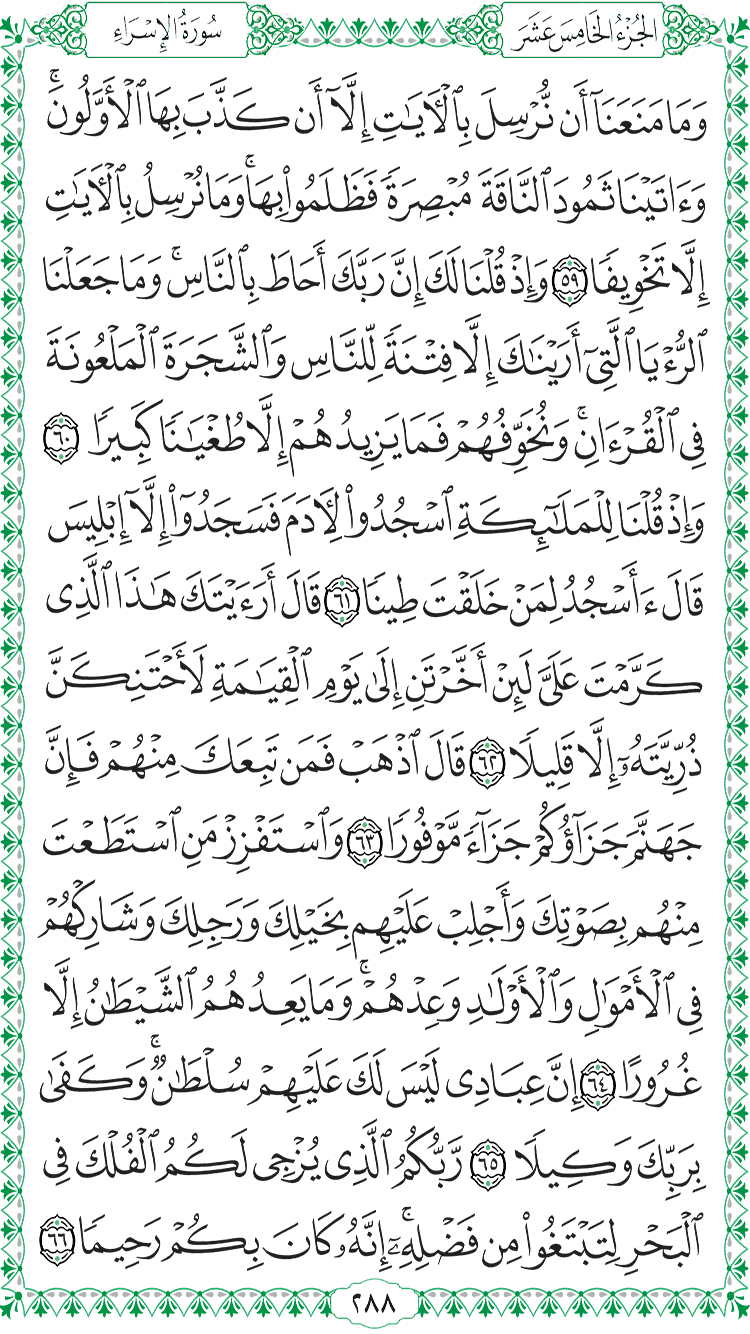 الجُزْءُ الخَامِسَ عَشَرَ
سُورَةُ الإِسْرَاءِ
وَمَا مَنَعَنَآ أَن نُّرْسِلَ بِٱلْأٓيَٰتِ إِلَّآ أَن كَذَّبَ بِهَا ٱلْأَوَّلُونَۚ
وَءَاتَيْنَا ثَمُودَ ٱلنَّاقَةَ مُبْصِرَةً فَظَلَمُوا۟ بِهَاۚ وَمَا نُرْسِلُ بِٱلْأٓيَٰتِ
إِلَّا تَخْوِيفًا ٥٩ وَإِذْ قُلْنَا لَكَ إِنَّ رَبَّكَ أَحَاطَ بِٱلنَّاسِۚ وَمَا جَعَلْنَا
ٱلرُّءْيَا ٱلَّتِىٓ أَرَيْنَٰكَ إِلَّا فِتْنَةً لِّلنَّاسِ وَٱلشَّجَرَةَ ٱلْمَلْعُونَةَ
فِى ٱلْقُرْءَانِۚ وَنُخَوِّفُهُمْ فَمَا يَزِيدُهُمْ إِلَّا طُغْيَٰنًا كَبِيرًا ٦٠
وَإِذْ قُلْنَا لِلْمَلَٰٓئِكَةِ ٱسْجُدُوا۟ لِأٓدَمَ فَسَجَدُوٓا۟ إِلَّآ إِبْلِيسَ
قَالَ ءَأَسْجُدُ لِمَنْ خَلَقْتَ طِينًا ٦١ قَالَ أَرَءَيْتَكَ هَٰذَا ٱلَّذِى
كَرَّمْتَ عَلَىَّ لَئِنْ أَخَّرْتَنِ إِلَىٰ يَوْمِ ٱلْقِيَٰمَةِ لَأَحْتَنِكَنَّ
ذُرِّيَّتَهُۥٓ إِلَّا قَلِيلًا ٦٢ قَالَ ٱذْهَبْ فَمَن تَبِعَكَ مِنْهُمْ فَإِنَّ
جَهَنَّمَ جَزَآؤُكُمْ جَزَآءً مَّوْفُورًا ٦٣ وَٱسْتَفْزِزْ مَنِ ٱسْتَطَعْتَ
مِنْهُم بِصَوْتِكَ وَأَجْلِبْ عَلَيْهِم بِخَيْلِكَ وَرَجِلِكَ وَشَارِكْهُمْ
فِى ٱلْأَمْوَٰلِ وَٱلْأَوْلَٰدِ وَعِدْهُمْۚ وَمَا يَعِدُهُمُ ٱلشَّيْطَٰنُ إِلَّا
غُرُورًا ٦٤ إِنَّ عِبَادِى لَيْسَ لَكَ عَلَيْهِمْ سُلْطَٰنٌۚ وَكَفَىٰ
بِرَبِّكَ وَكِيلًا ٦٥ رَّبُّكُمُ ٱلَّذِى يُزْجِى لَكُمُ ٱلْفُلْكَ فِى
ٱلْبَحْرِ لِتَبْتَغُوا۟ مِن فَضْلِهِۦٓۚ إِنَّهُۥ كَانَ بِكُمْ رَحِيمًا ٦٦
٢٨٨